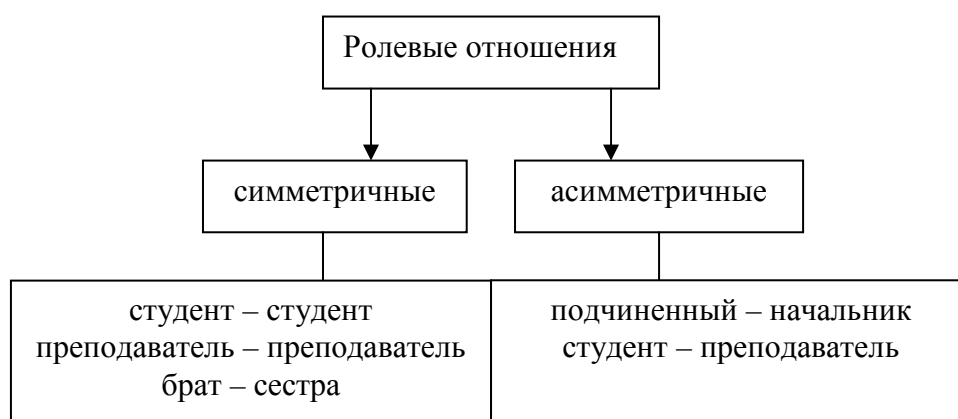 Ролевые отношения
симметричные
асимметричные
студент – студент
преподаватель – преподаватель
брат – сестра
подчиненный – начальник
студент – преподаватель